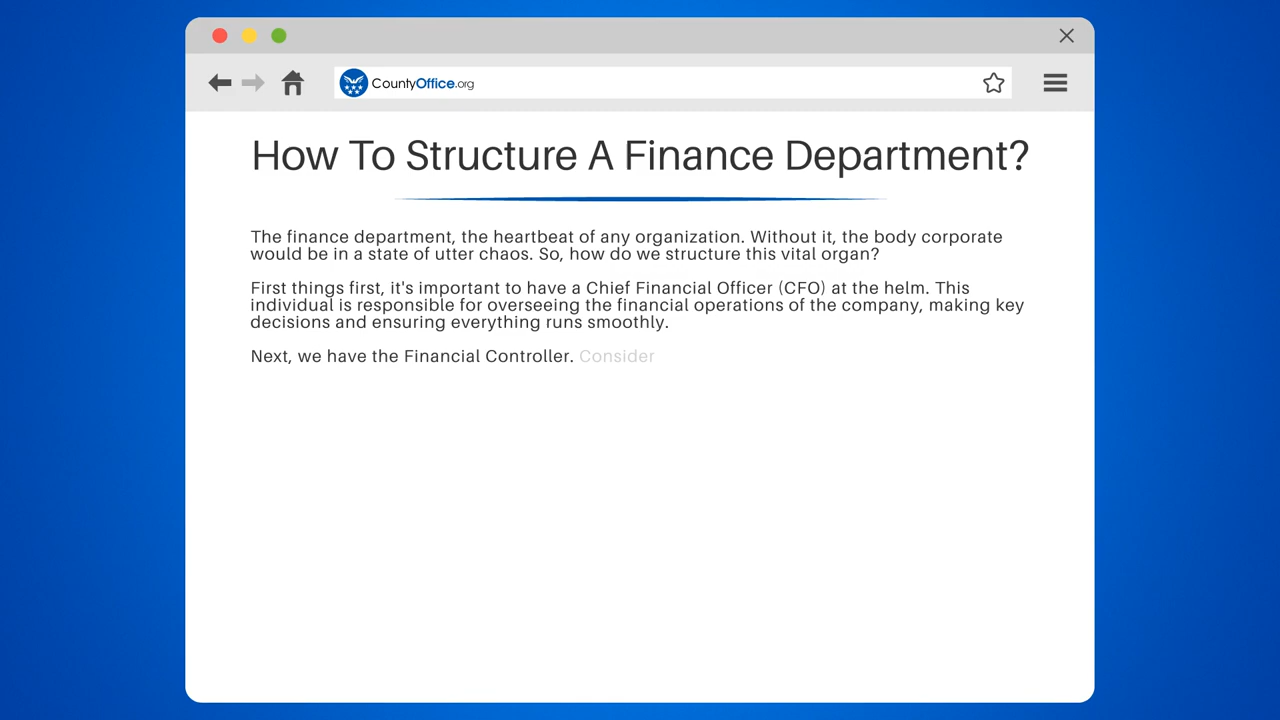 CountyOffice.org
How To Structure A Finance Department?
The finance department, the heartbeat of any organization. Without it, the body corporate
would be in a state of utter chaos. So, how do we structure this vital organ?
First things first, it's important to have a Chief Financial Officer (CFO) at the helm. This
individual is responsible for overseeing the financial operations of the company, making key
decisions and ensuring everything runs smoothly.
Next, we have the Financial Controller. Consider